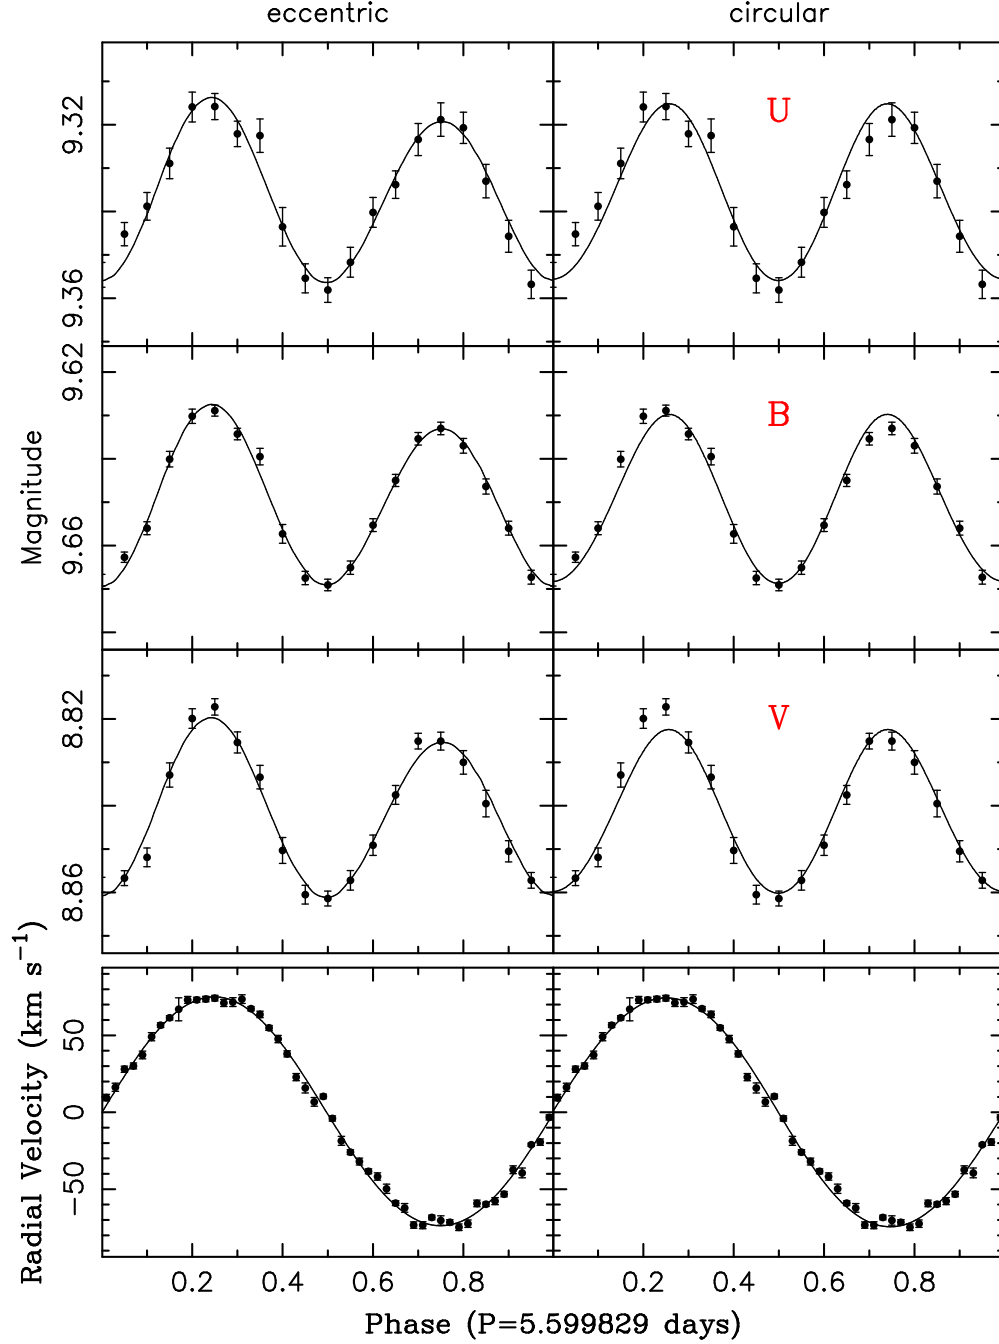 eccentric circular
9.32 U
9.36
9.62
B
Magnitude
9.66
8.82 V
8.86
Radial Velocity (km s⁻¹)
50
0
−50
0.2 0.4 0.6 0.8 0.2 0.4 0.6 0.8
Phase (P=5.599829 days)